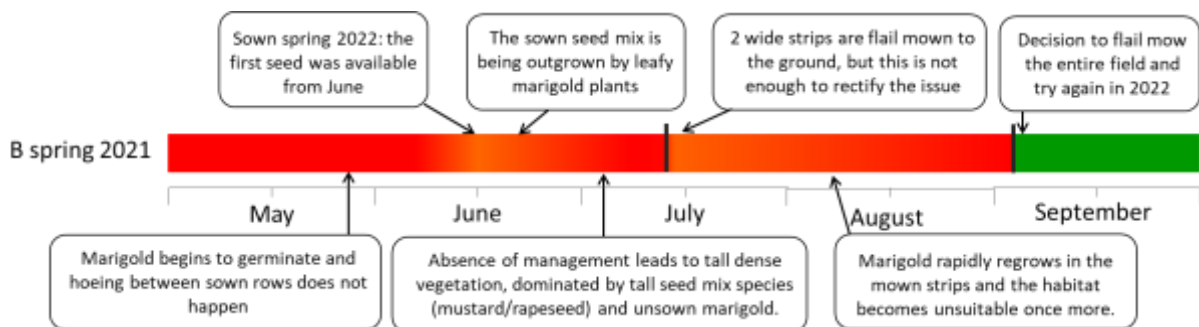 Sown spring 2022: the
first seed was available
from June
The sown seed mix is
being outgrown by leafy
marigold plants
2 wide strips are flail mown to
the ground, but this is not
enough to rectify the issue
Decision to flail mow
the entire field and
try again in 2022
B spring 2021
May
June
July
August
September
Marigold begins to germinate and
hoeing between sown rows does not
happen
Absence of management leads to tall dense
vegetation, dominated by tall seed mix species
(mustard/rapeseed) and unsown marigold.
Marigold rapidly regrows in the
mown strips and the habitat
becomes unsuitable once more.